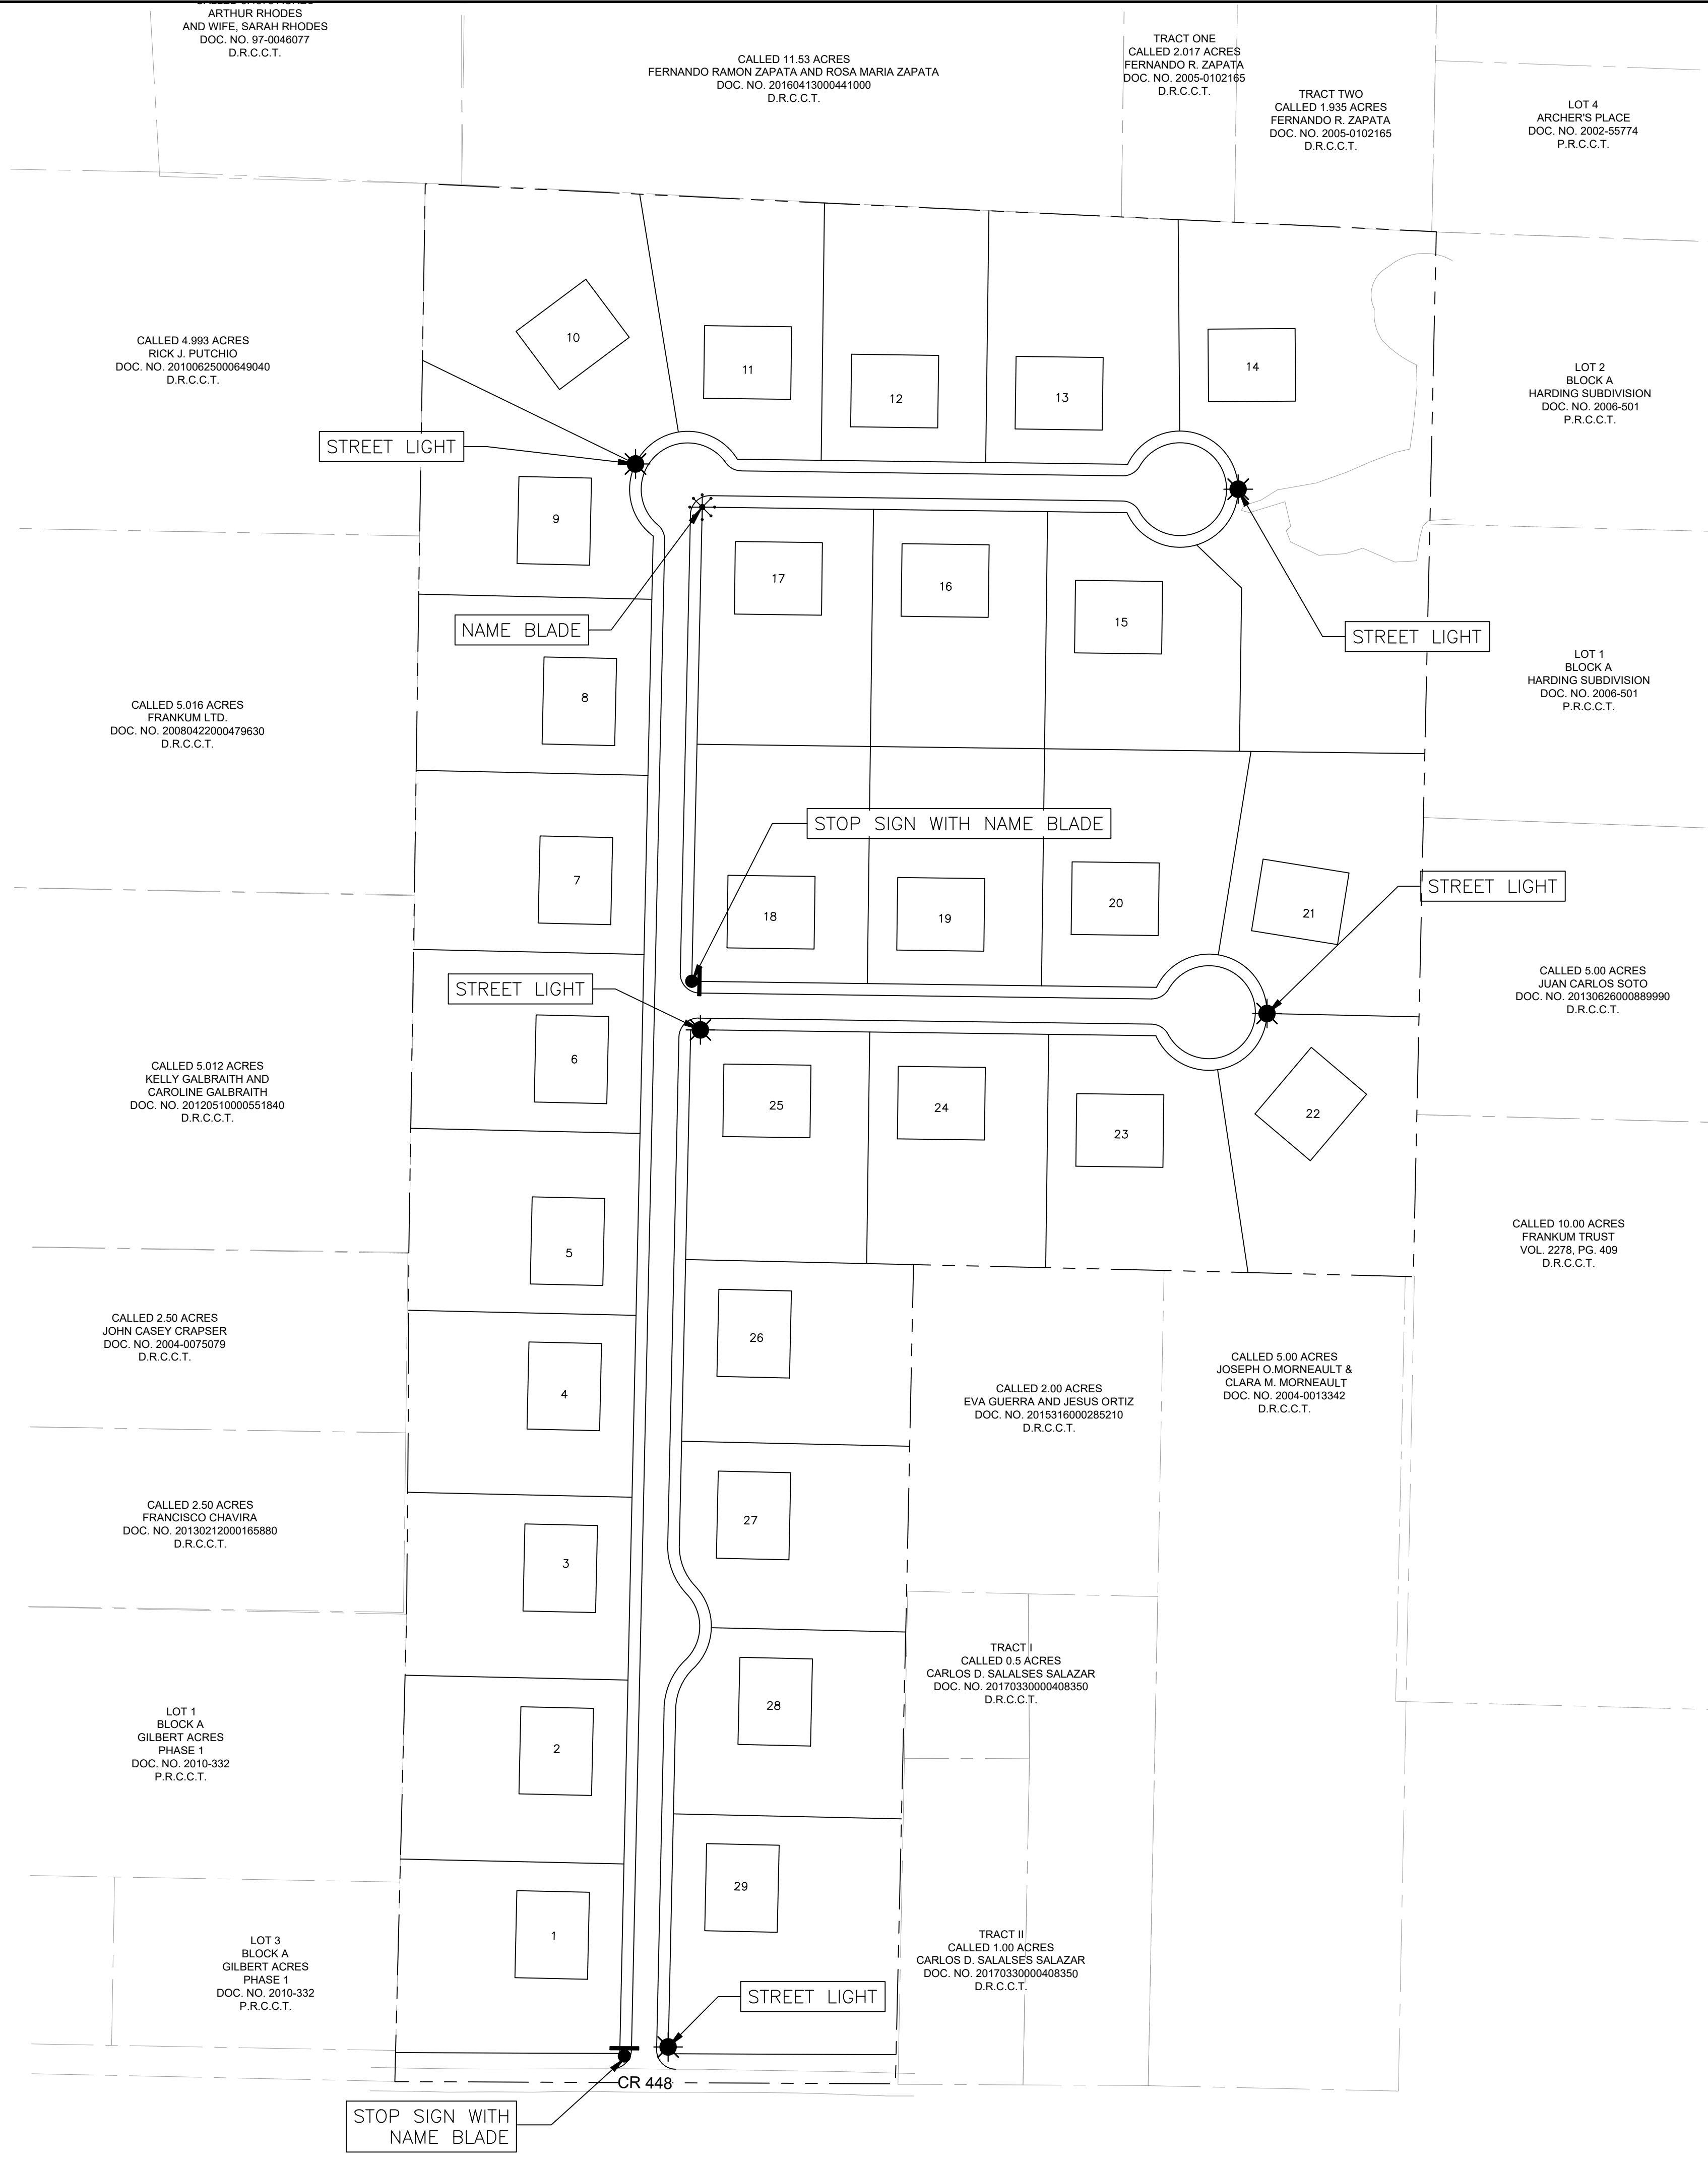 ARTHUR RHODES
AND WIFE, SARAH RHODES
DOC. NO. 97-0046077
D.R.C.C.T.
CALLED 11.53 ACRES
FERNANDO RAMON ZAPATA AND ROSA MARIA ZAPATA
DOC. NO. 20160413000441000
D.R.C.C.T.
TRACT ONE
CALLED 2.017 ACRES
FERNANDO R. ZAPATA
DOC. NO. 2005-0102165
D.R.C.C.T.
TRACT TWO
CALLED 1.935 ACRES
FERNANDO R. ZAPATA
DOC. NO. 2005-0102165
D.R.C.C.T.
LOT 4
ARCHER'S PLACE
DOC. NO. 2002-55774
P.R.C.C.T.
CALLED 4.993 ACRES
RICK J. PUTCHIO
DOC. NO. 20100625000649040
D.R.C.C.T.
10
11
12
13
14
LOT 2
BLOCK A
HARDING SUBDIVISION
DOC. NO. 2006-501
P.R.C.C.T.
STREET LIGHT
9
17
16
15
NAME BLADE
STREET LIGHT
LOT 1
BLOCK A
HARDING SUBDIVISION
DOC. NO. 2006-501
P.R.C.C.T.
CALLED 5.016 ACRES
FRANKUM LTD.
DOC. NO. 20080422000479630
D.R.C.C.T.
8
STOP SIGN WITH NAME BLADE
7
18
19
20
21
STREET LIGHT
STREET LIGHT
CALLED 5.00 ACRES
JUAN CARLOS SOTO
DOC. NO. 20130626000889990
D.R.C.C.T.
CALLED 5.012 ACRES
KELLY GALBRAITH AND
CAROLINE GALBRAITH
DOC. NO. 20120510000551840
D.R.C.C.T.
6
25
24
23
22
5
CALLED 10.00 ACRES
FRANKUM TRUST
VOL. 2278, PG. 409
D.R.C.C.T.
CALLED 2.50 ACRES
JOHN CASEY CRAPSER
DOC. NO. 2004-0075079
D.R.C.C.T.
4
26
CALLED 2.00 ACRES
EVA GUERRA AND JESUS ORTIZ
DOC. NO. 2015316000285210
D.R.C.C.T.
CALLED 5.00 ACRES
JOSEPH O.MORNEAULT &
CLARA M. MORNEAULT
DOC. NO. 2004-0013342
D.R.C.C.T.
CALLED 2.50 ACRES
FRANCISCO CHAVIRA
DOC. NO. 20130212000165880
D.R.C.C.T.
3
27
TRACT I
CALLED 0.5 ACRES
CARLOS D. SALALSES SALAZAR
DOC. NO. 20170330000408350
D.R.C.C.T.
LOT 1
BLOCK A
GILBERT ACRES
PHASE 1
DOC. NO. 2010-332
P.R.C.C.T.
2
28
29
1
LOT 3
BLOCK A
GILBERT ACRES
PHASE 1
DOC. NO. 2010-332
P.R.C.C.T.
TRACT II
CALLED 1.00 ACRES
CARLOS D. SALALSES SALAZAR
DOC. NO. 20170330000408350
D.R.C.C.T.
STREET LIGHT
CR 448
STOP SIGN WITH
NAME BLADE